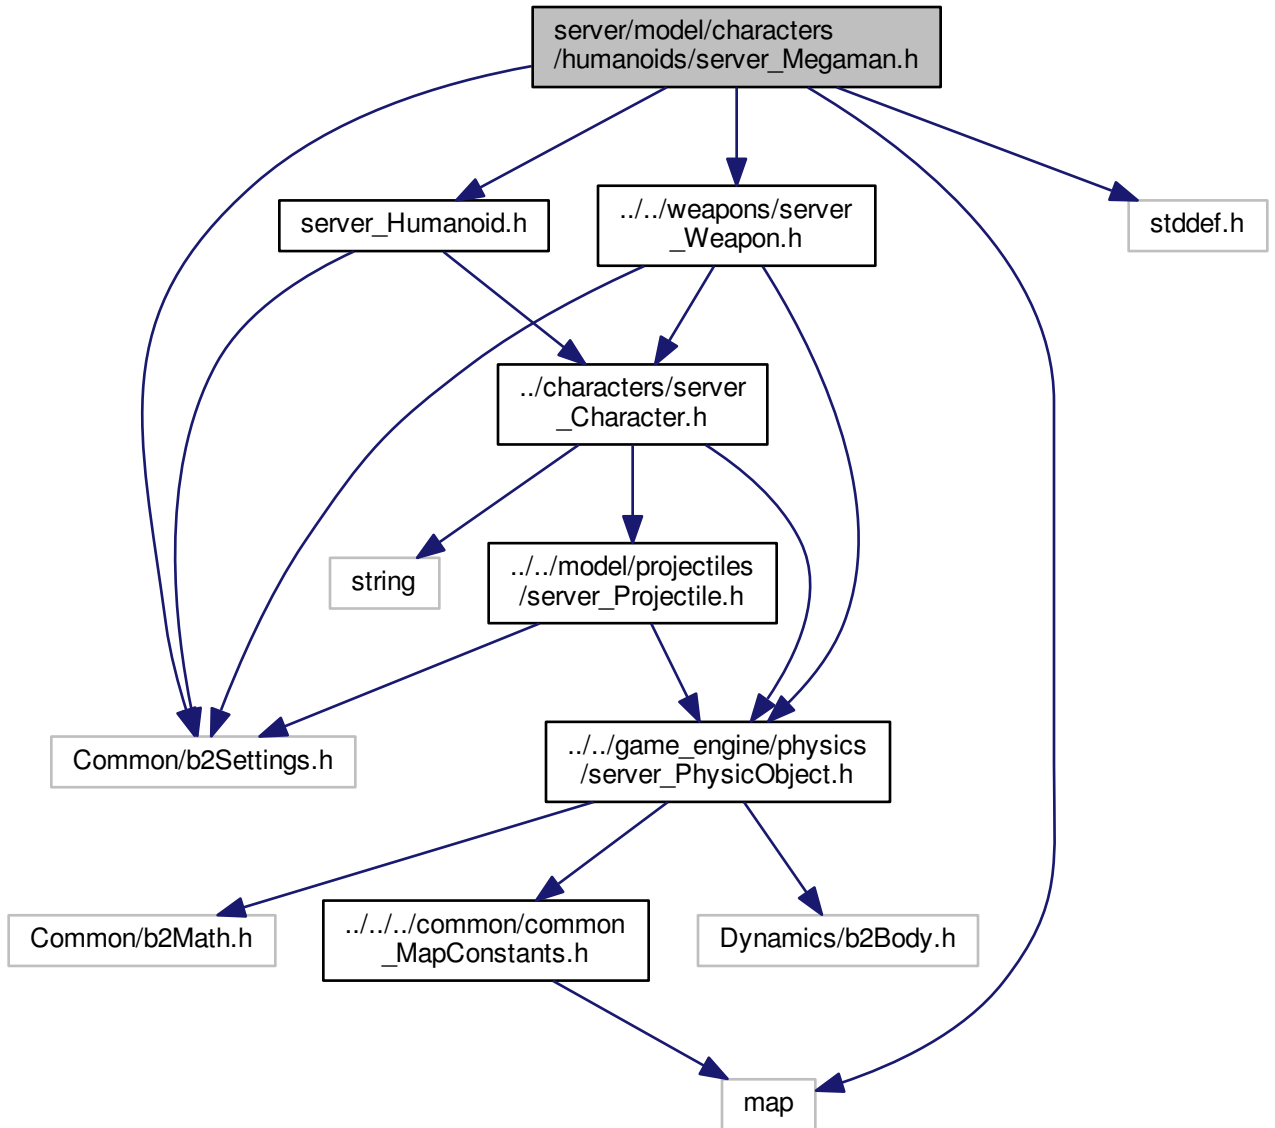 server/model/characters
/humanoids/server_Megaman.h
server_Humanoid.h
../../weapons/server
_Weapon.h
stddef.h
../characters/server
_Character.h
string
../../model/projectiles
/server_Projectile.h
Common/b2Settings.h
../../game_engine/physics
/server_PhysicObject.h
Common/b2Math.h
../../../common/common
_MapConstants.h
Dynamics/b2Body.h
map